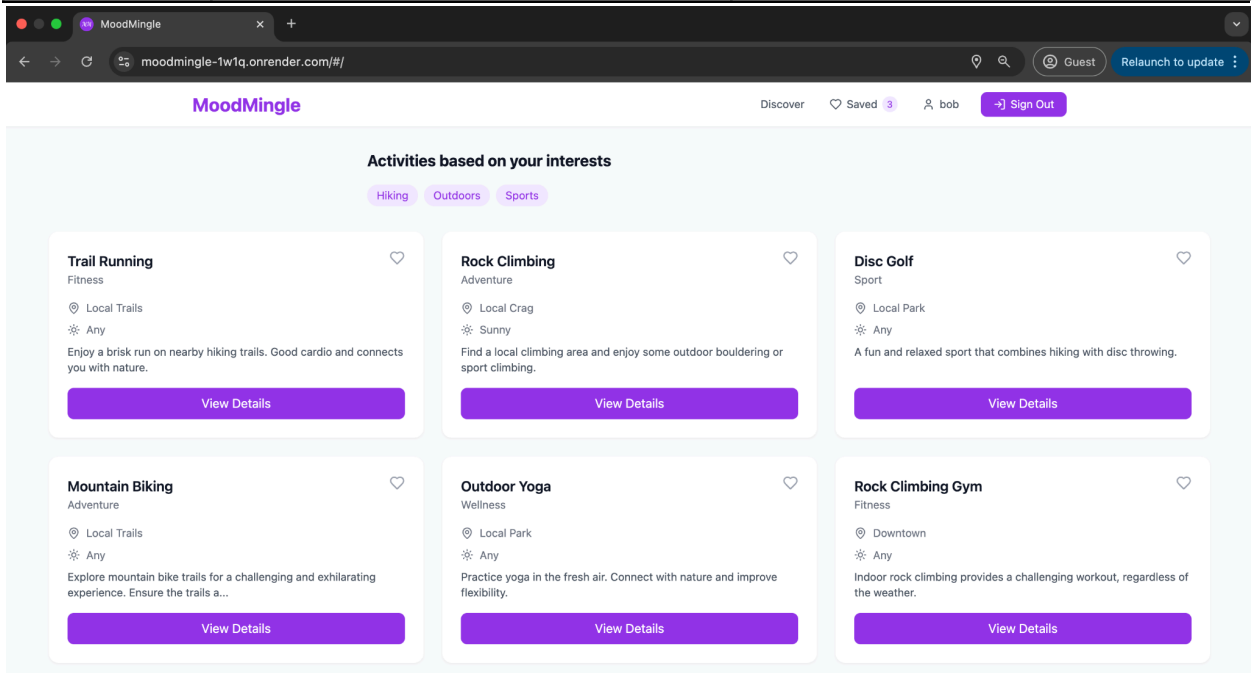 MoodMingle
moodmingle-1w1q.onrender.com/#/
Guest
Relaunch to update
MoodMingle
Discover
Saved 3
bob
Sign Out
Activities based on your interests
Hiking
Outdoors
Sports
Trail Running
Fitness
Local Trails
Any
Enjoy a brisk run on nearby hiking trails. Good cardio and connects
you with nature.
View Details
Rock Climbing
Adventure
Local Crag
Sunny
Find a local climbing area and enjoy some outdoor bouldering or
sport climbing.
View Details
Disc Golf
Sport
Local Park
Any
A fun and relaxed sport that combines hiking with disc throwing.
View Details
Mountain Biking
Adventure
Local Trails
Any
Explore mountain bike trails for a challenging and exhilarating
experience. Ensure the trails a...
View Details
Outdoor Yoga
Wellness
Local Park
Any
Practice yoga in the fresh air. Connect with nature and improve
flexibility.
View Details
Rock Climbing Gym
Fitness
Downtown
Any
Indoor rock climbing provides a challenging workout, regardless of
the weather.
View Details